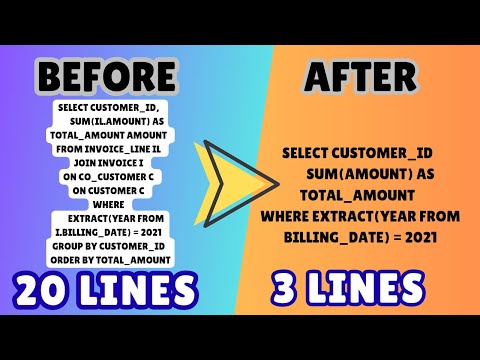 BEFORE
SELECT CUSTOMER_ID,
SUM(IL.AMOUNT) AS
TOTAL_AMOUNT AMOUNT
FROM INVOICE_LINE IL
JOIN INVOICE I
ON CO_CUSTOMER C
ON CUSTOMER C
WHERE
EXTRACT(YEAR FROM
I.BILLING_DATE) = 2021
GROUP BY CUSTOMER_ID
ORDER BY TOTAL_AMOUNT
20 LINES
AFTER
SELECT CUSTOMER_ID
SUM(AMOUNT) AS
TOTAL_AMOUNT
WHERE EXTRACT(YEAR FROM
BILLING_DATE) = 2021
3 LINES